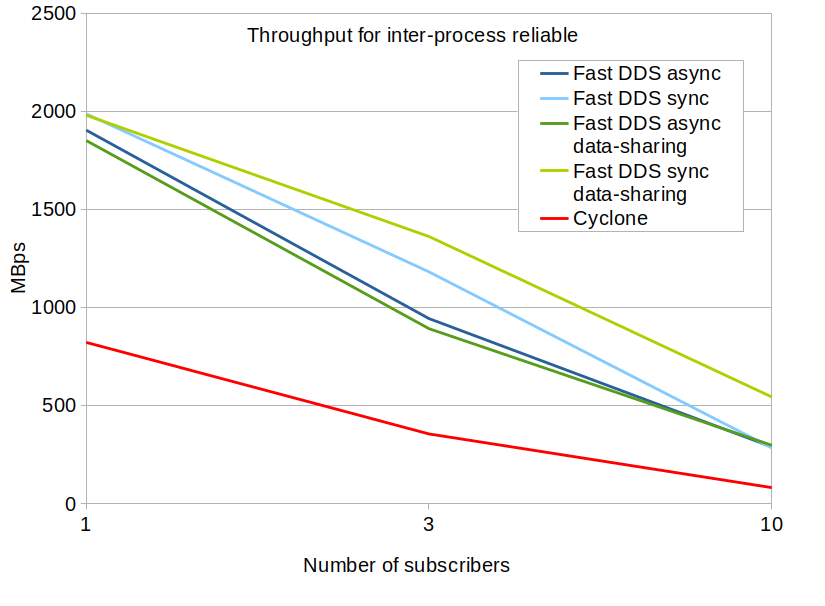 Throughput for inter-process reliable
2500
2000
1500
1000
500
0
MBps
Fast DDS async
Fast DDS sync
Fast DDS async
data-sharing
Fast DDS sync
data-sharing
Cyclone
1
3
10
Number of subscribers